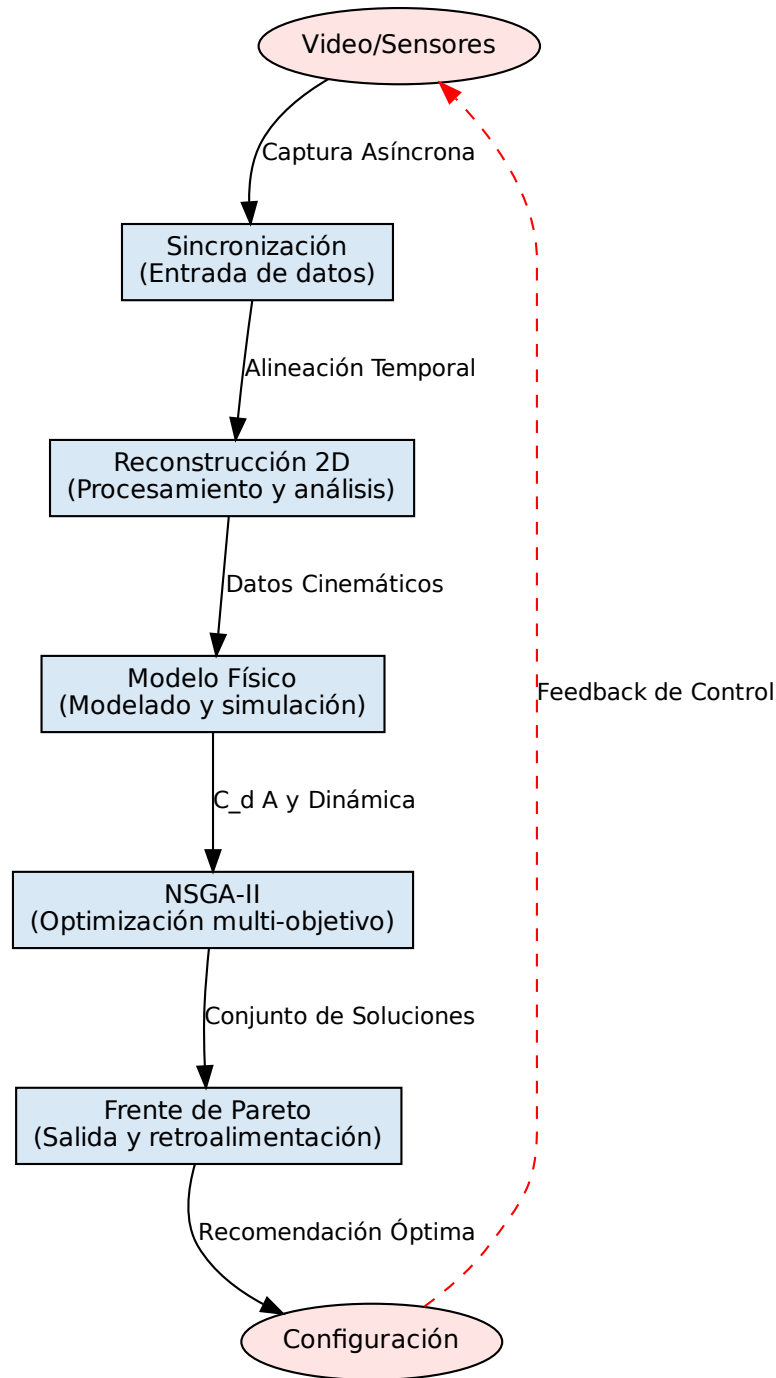 Video/Sensores
Captura Asíncrona
Sincronización
(Entrada de datos)
Alineación Temporal
Reconstrucción 2D
(Procesamiento y análisis)
Datos Cinemáticos
Modelo Físico
(Modelado y simulación)
Feedback de Control
C_d A y Dinámica
NSGA-II
(Optimización multi-objetivo)
Conjunto de Soluciones
Frente de Pareto
(Salida y retroalimentación)
Recomendación Óptima
Configuración